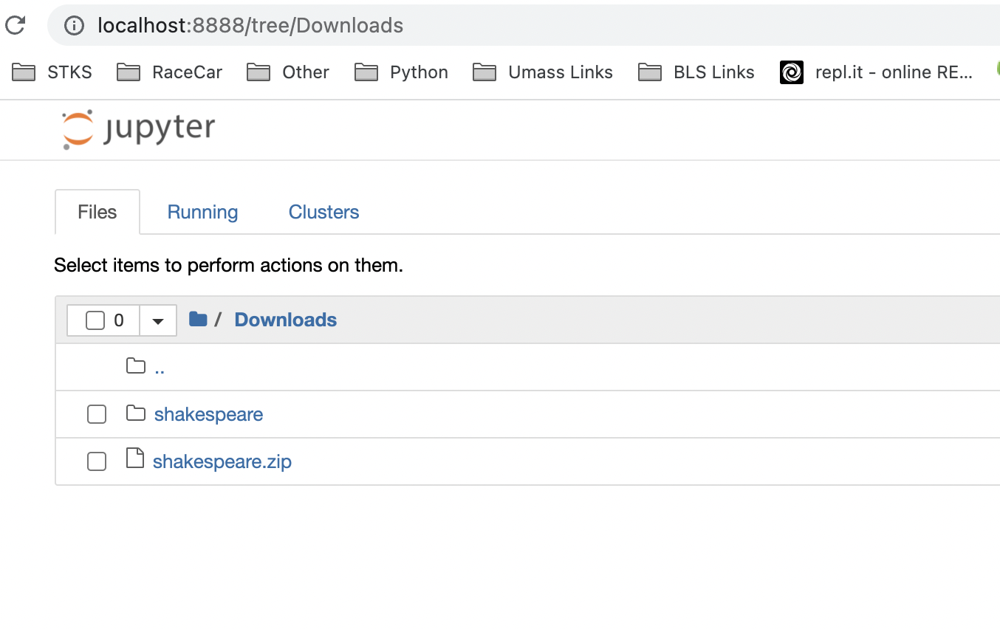 localhost:8888/tree/Downloads
STKS RaceCar Other Python Umass Links BLS Links repl.it - online RE...
jupyter
Files Running Clusters
Select items to perform actions on them.
0 / Downloads
..
shakespeare
shakespeare.zip